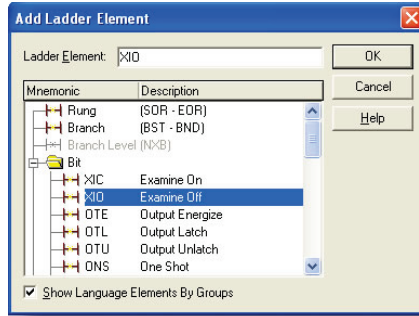 Add Ladder Element
Ladder Element: XIO
OK
Cancel
Help
Mnemonic Description
Rung (SOR - EOR)
Branch (BST - BND)
Branch Level (NXB)
Bit
XIC Examine On
XIO Examine Off
OTE Output Energize
OTL Output Latch
OTU Output Unlatch
ONS One Shot
Show Language Elements By Groups